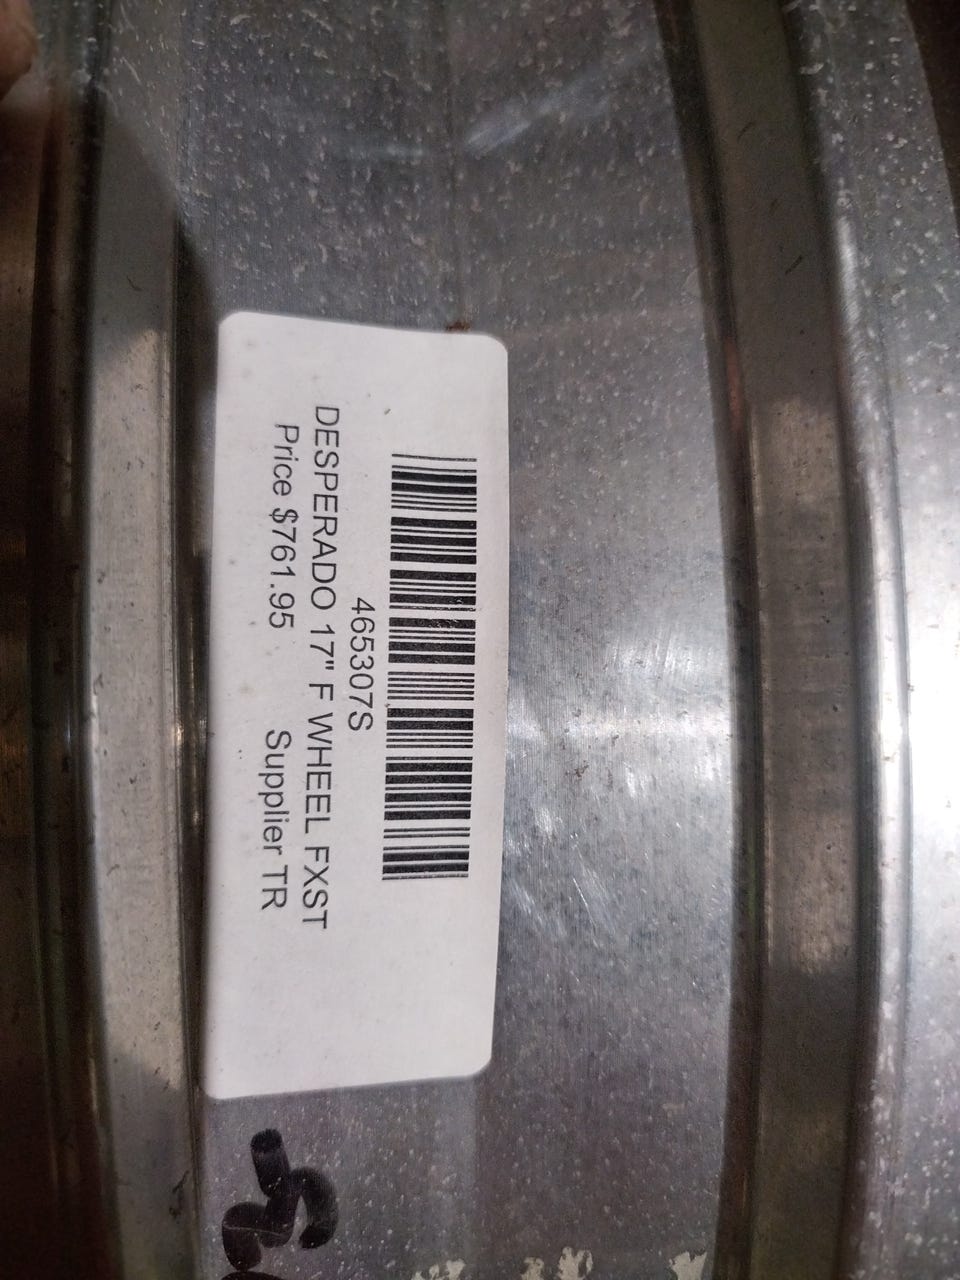 465307S
DESPERADO 17" F WHEEL FXST
Price $761.95 Supplier TR